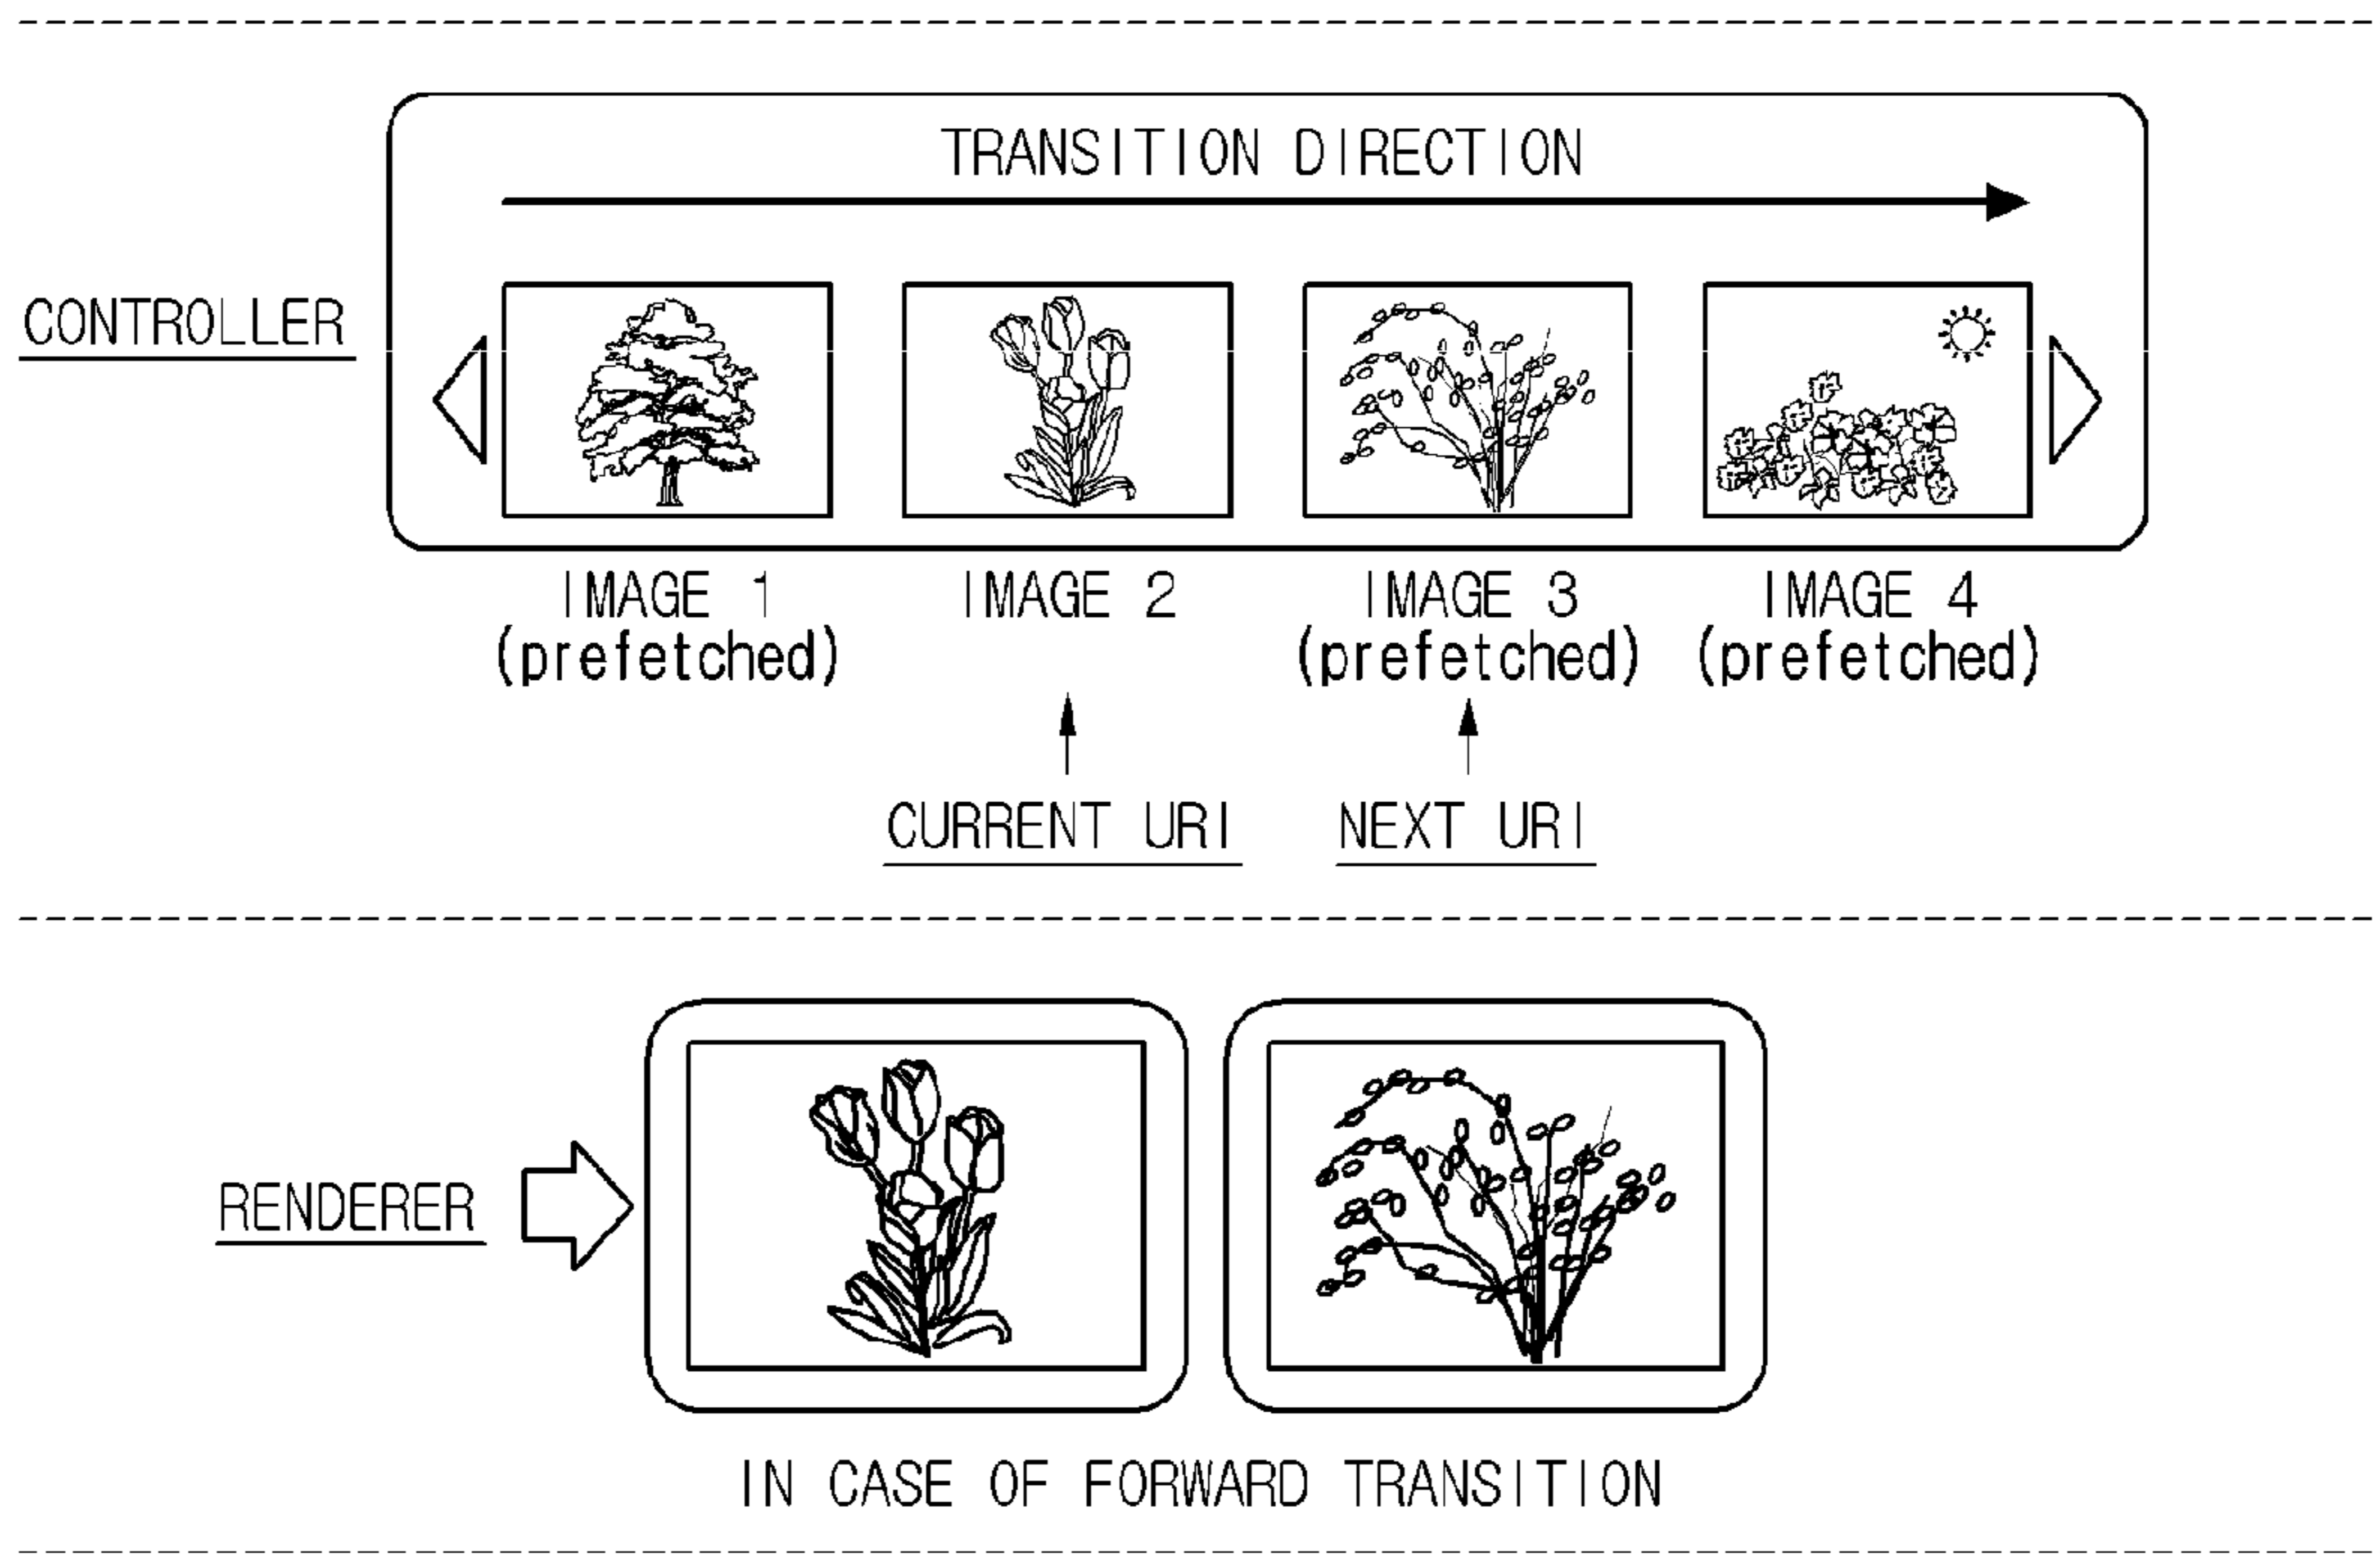 TRANSITION DIRECTION
CONTROLLER
IMAGE 1 IMAGE 2 IMAGE 3 IMAGE 4
(prefetched) (prefetched) (prefetched)
CURRENT URI NEXT URI
RENDERER
IN CASE OF FORWARD TRANSITION